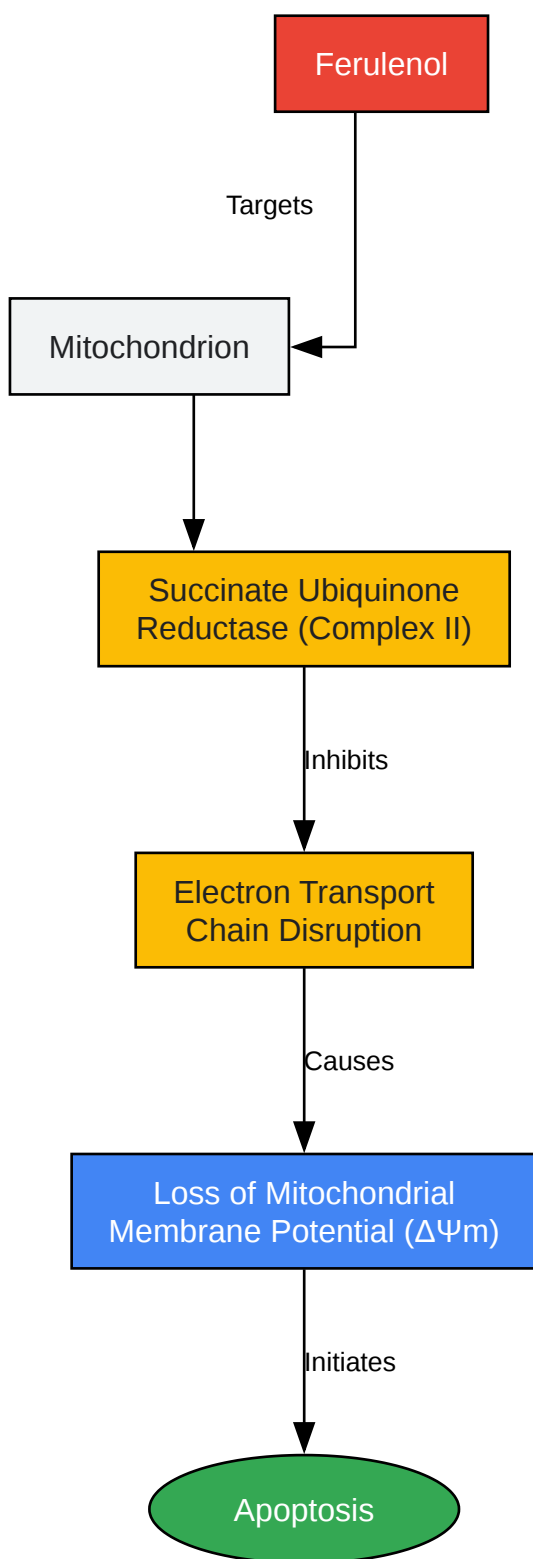 Ferulenol
Targets
Mitochondrion
Succinate Ubiquinone
Reductase (Complex II)
Inhibits
Electron Transport
Chain Disruption
Causes
Loss of Mitochondrial
Membrane Potential (ΔΨm)
Initiates
Apoptosis